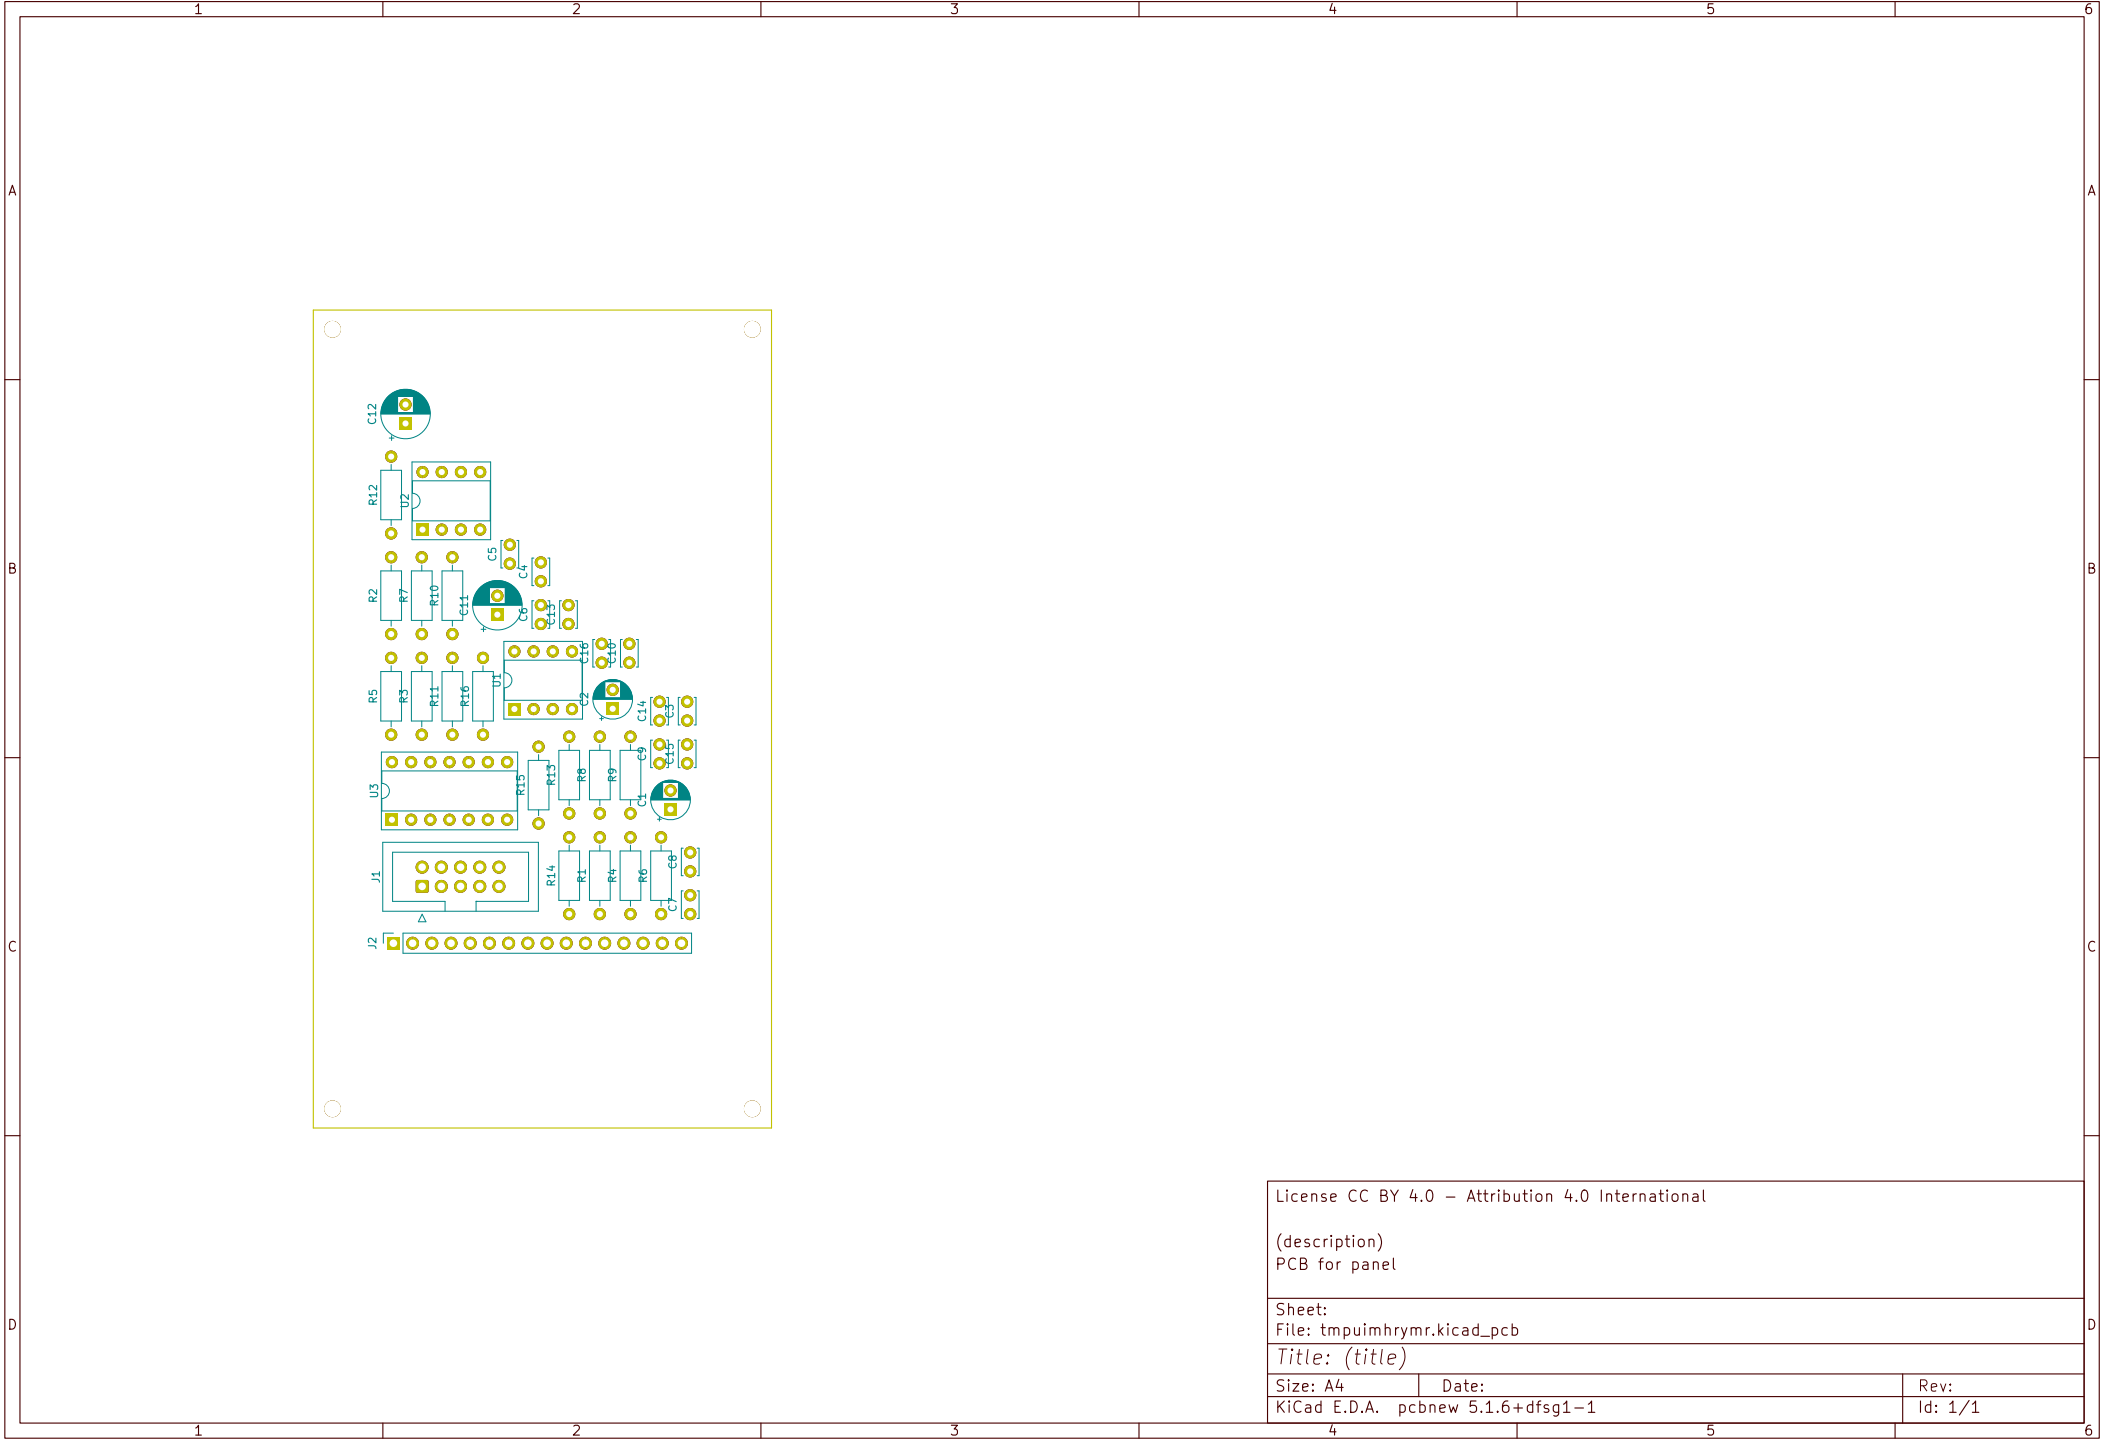 1 2 3 4 5 6
A A
C12
R12
U2
C5
C4
B B
R2
R7
R10
C11
C6
C13
C16
C10
R5
R3
R11
R16
U1
C2
C14
C3
C9
C15
U3
R15
R13
R8
R9
C1
J1
R14
R1
R4
R6
C8
C7
J2
C C
License CC BY 4.0 – Attribution 4.0 International
(description)
PCB for panel
Sheet:
File: tmpuimhrymr.kicad_pcb
D D
Title: (title)
Size: A4 Date: Rev:
KiCad E.D.A. pcbnew 5.1.6+dfsg1-1 Id: 1/1
1 2 3 4 5 6